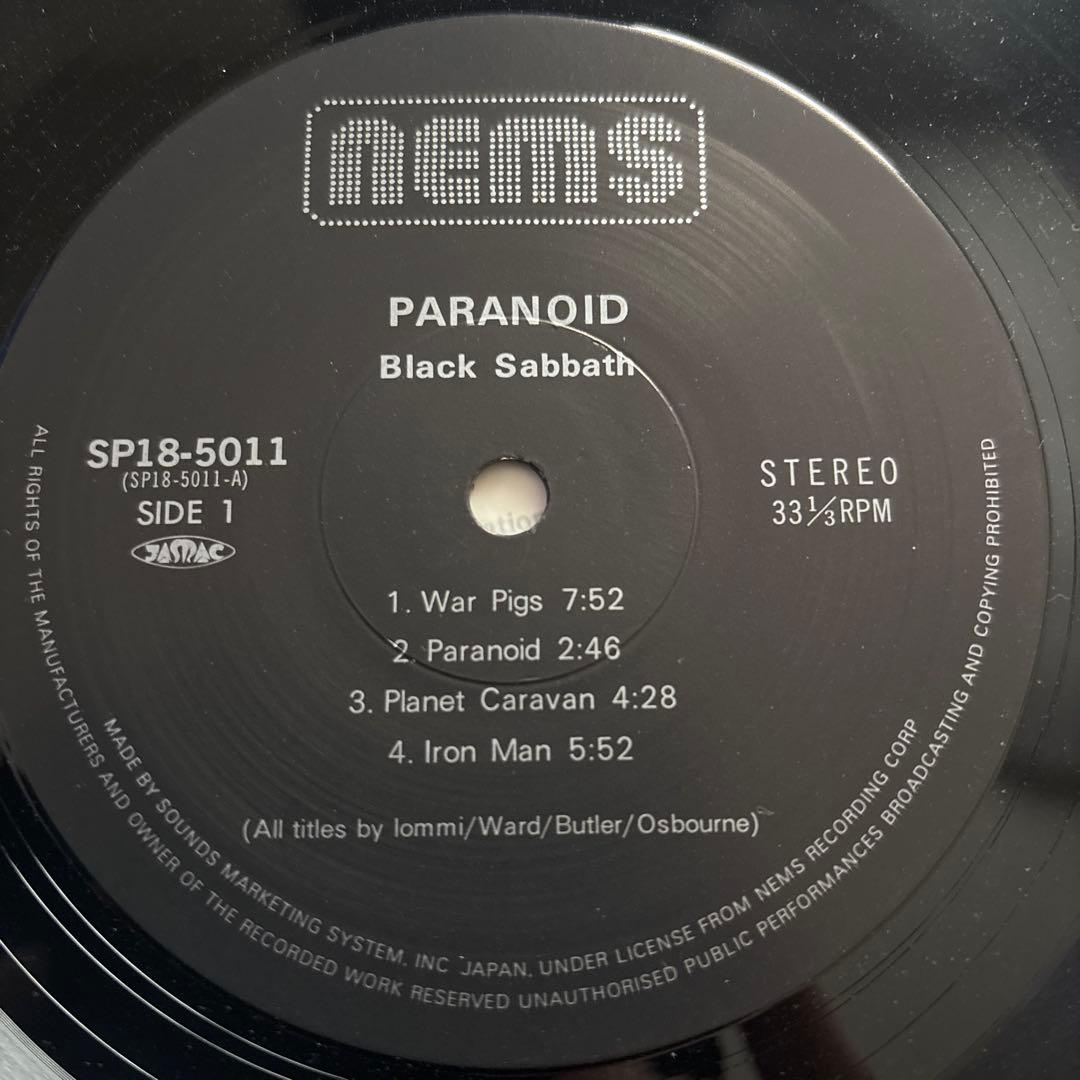 nems
PARANOID
Black Sabbath
SP18-5011
(SP18-5011-A)
SIDE 1
JASRAC
STEREO
33⅓RPM
1. War Pigs 7:52
2. Paranoid 2:46
3. Planet Caravan 4:28
4. Iron Man 5:52
(All titles by Iommi/Ward/Butler/Osbourne)
MADE BY SOUNDS MARKETING SYSTEM, INC JAPAN, UNDER LICENSE FROM NEMS RECORDING CORP
ALL RIGHTS OF THE MANUFACTURERS AND OWNER OF THE RECORDED WORK RESERVED UNAUTHORISED PUBLIC PERFORMANCES BROADCASTING AND COPYING PROHIBITED